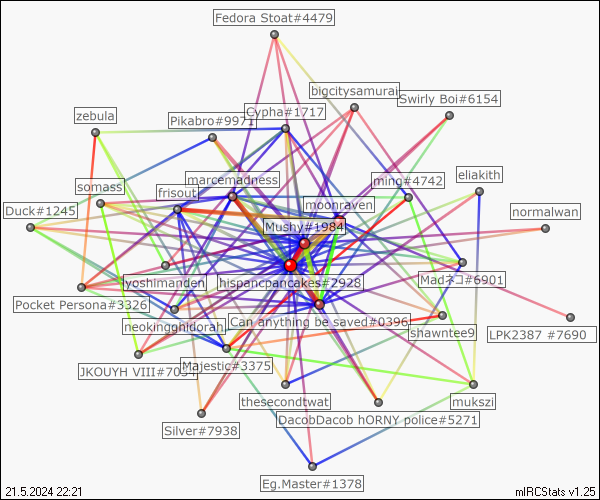 Fedora Stoat#4479
bigcitysamurai
Swirly Boi#6154
zebula
Pikabro#9971
Cypha#1717
somass
frisout
marcemadness
moonraven
ming#4742
eliakith
Duck#1245
Mushy#1984
normalwan
yoshimanden
hispancpancakes#2928
Madネコ#6901
Pocket Persona#3326
neokingghidorahj
Can anything be saved#0396
shawntee9
LPK2387 #7690
JKOUYH VIII#7034
Majestic#3375
thesecondtwat
mukszi
DacobDacob hORNY police#5271
Silver#7938
Eg.Master#1378
21.5.2024 22:21
mIRCStats v1.25